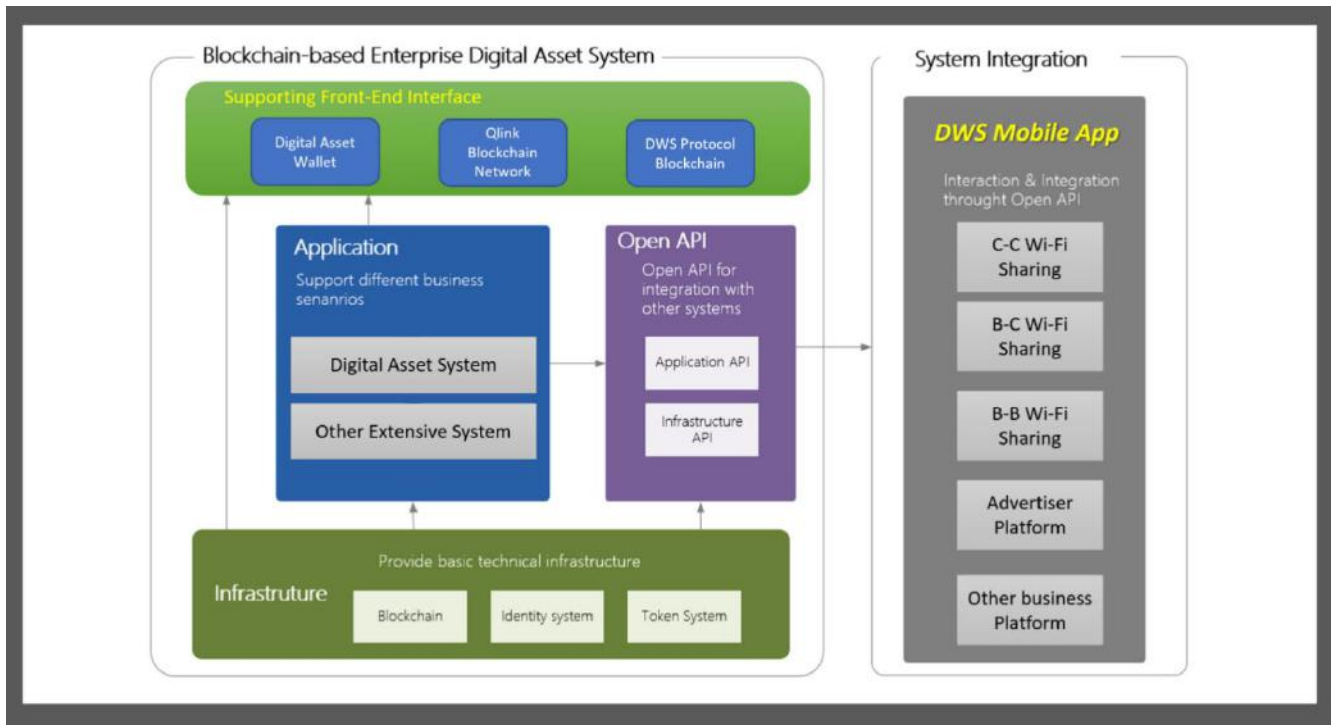 Blockchain-based Enterprise Digital Asset System
Supporting Front-End Interface
Digital Asset
Wallet
Qlink
Blockchain
Network
DWS Protocol
Blockchain
Application
Support different business
senanrios
Digital Asset System
Other Extensive System
Open API
Open API for
integration with
other systems
Application API
Infrastructure
API
Provide basic technical infrastructure
Infrastruture
Blockchain
Identity system
Token System
System Integration
DWS Mobile App
Interaction & Integration
throught Open API
C-C Wi-Fi
Sharing
B-C Wi-Fi
Sharing
B-B Wi-Fi
Sharing
Advertiser
Platform
Other business
Platform